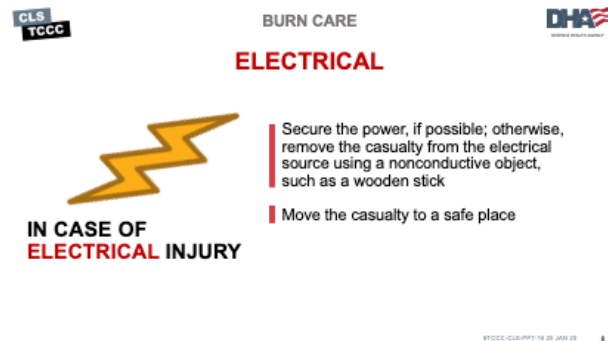 CLS
TCCC
BURN CARE
DHA
ELECTRICAL
Secure the power, if possible; otherwise,
remove the casualty from the electrical
source using a nonconductive object,
such as a wooden stick
Move the casualty to a safe place
IN CASE OF
ELECTRICAL INJURY